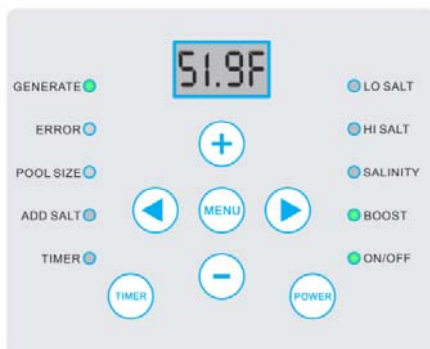 51.9F
GENERATE
ERROR
POOL SIZE
ADD SALT
TIMER
LO SALT
HI SALT
SALINITY
BOOST
ON/OFF
+
MENU
-
TIMER
POWER